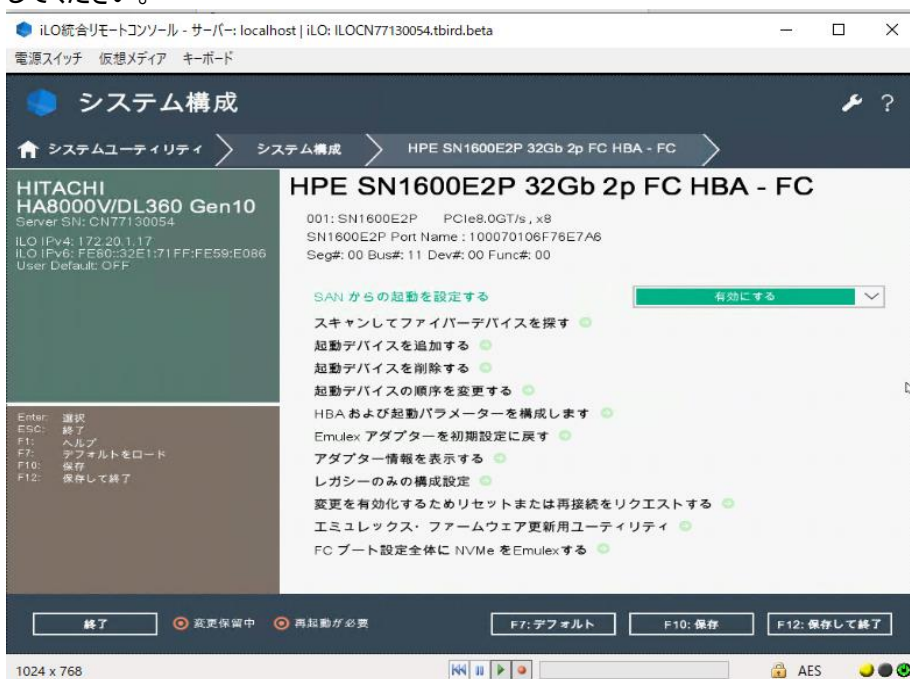 してください。
iLO統合リモートコンソール - サーバー: localhost | iLO: ILOCN77130054.tbird.beta
電源スイッチ 仮想メディア キーボード
システム構成
?
システムユーティリティ
システム構成
HPE SN1600E2P 32Gb 2p FC HBA - FC
HITACHI
HA8000V/DL360 Gen10
Server SN: CN77130054
iLO IPv4: 172.20.1.17
iLO IPv6: FE80::32E1:71FF:FE59:E086
User Default: OFF
Enter: 選択
ESC: 終了
F1: ヘルプ
F7: デフォルトをロード
F10: 保存
F12: 保存して終了
HPE SN1600E2P 32Gb 2p FC HBA - FC
001: SN1600E2P PCIe8.0GT/s , x8
SN1600E2P Port Name : 100070106F76E7A6
Seg#: 00 Bus#: 11 Dev#: 00 Func#: 00
SAN からの起動を設定する 有効にする
スキャンしてファイバーデバイスを探す
起動デバイスを追加する
起動デバイスを削除する
起動デバイスの順序を変更する
HBA および起動パラメーターを構成します
Emulex アダプターを初期設定に戻す
アダプター情報を表示する
レガシーのみの構成設定
変更を有効化するためリセットまたは再接続をリクエストする
エミュレックス・ファームウェア更新用ユーティリティ
FC ブート設定全体に NVMe をEmulexする
終了
変更保留中
再起動が必要
F7: デフォルト
F10: 保存
F12: 保存して終了
1024 x 768
AES